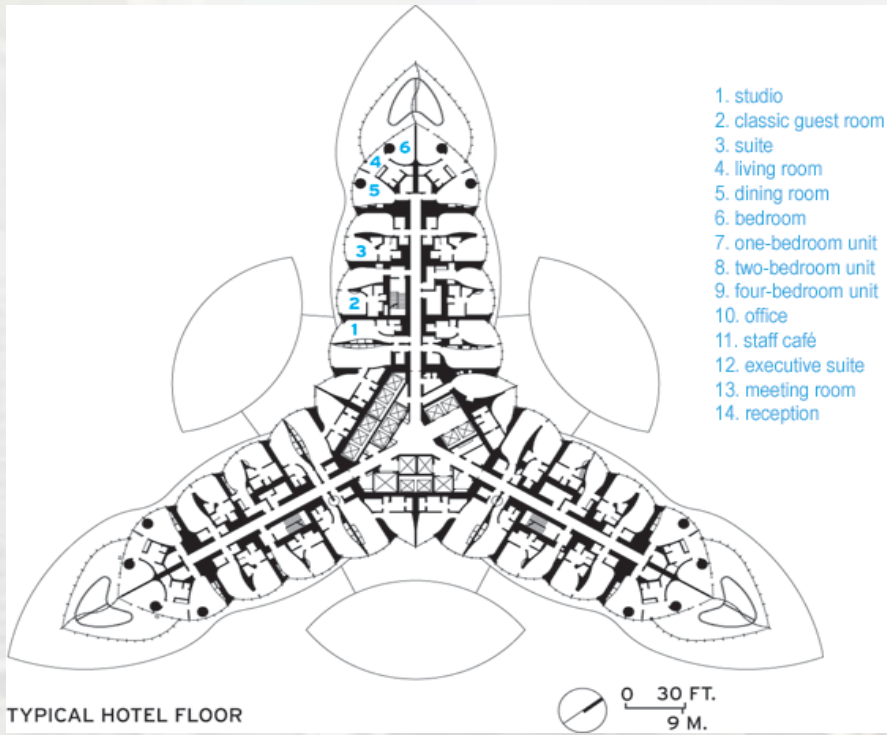 6
4
5
3
2
1
1. studio
2. classic guest room
3. suite
4. living room
5. dining room
6. bedroom
7. one-bedroom unit
8. two-bedroom unit
9. four-bedroom unit
10. office
11. staff café
12. executive suite
13. meeting room
14. reception
TYPICAL HOTEL FLOOR
0 30 FT.
9 M.